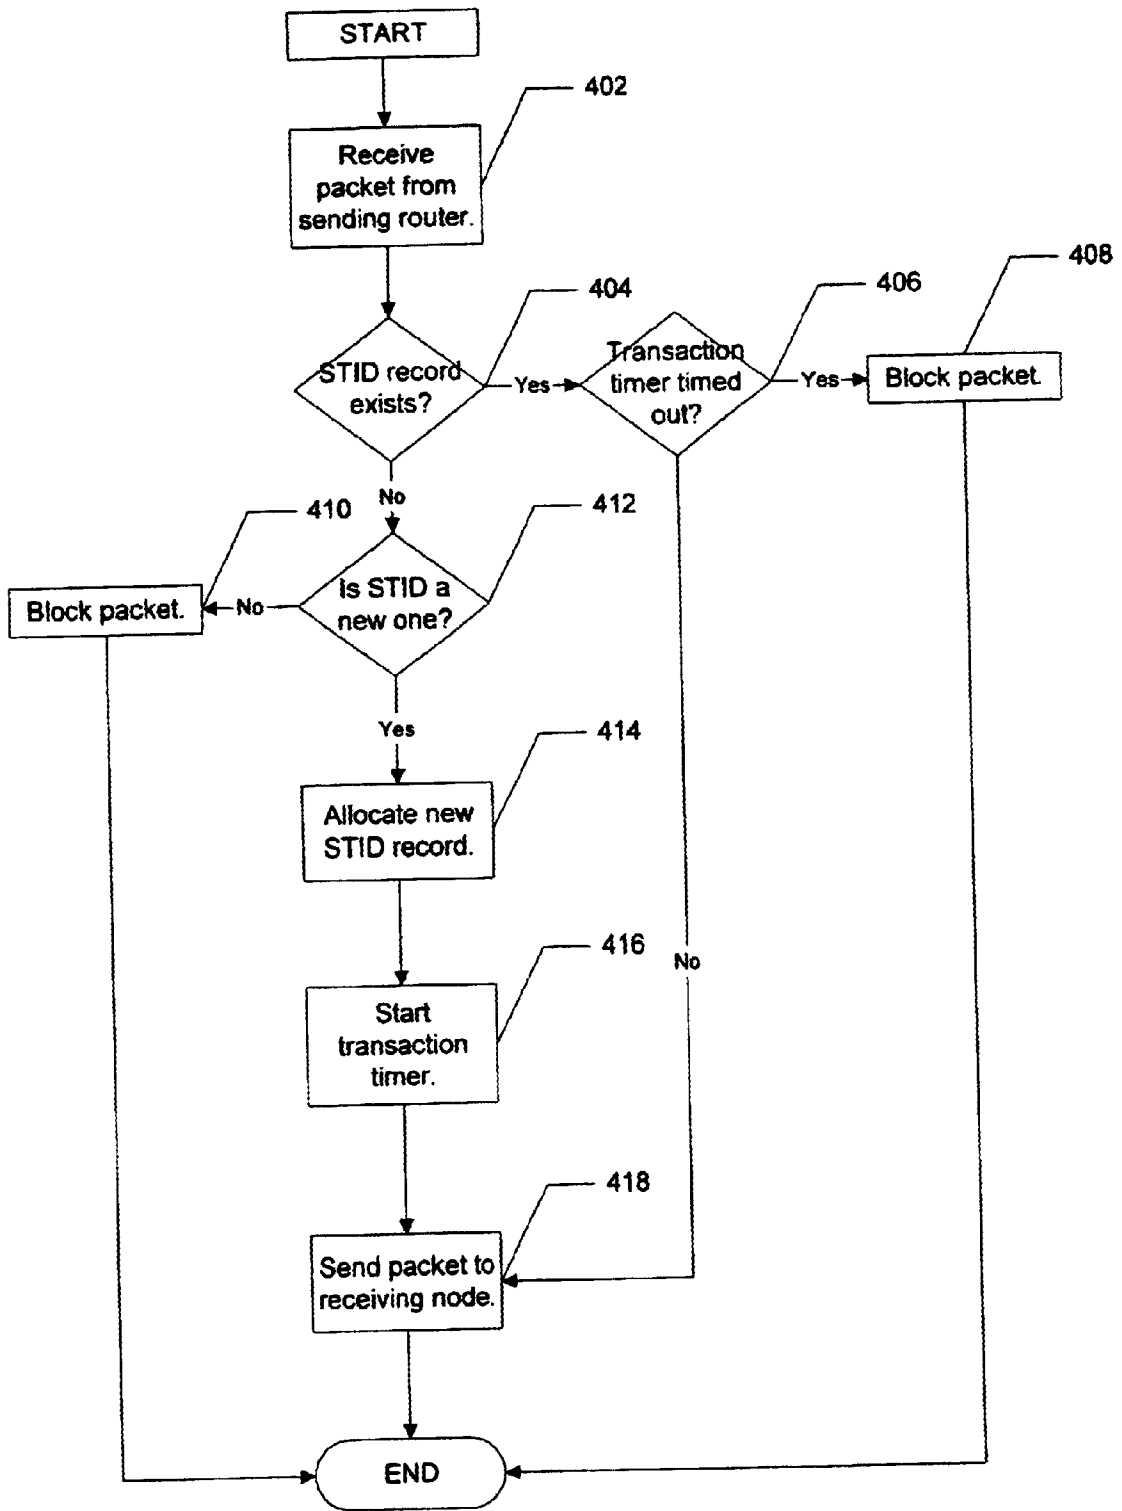 START
402
Receive
packet from
sending router.
408
404
406
STID record
exists?
Yes
Transaction
timer timed
out?
Yes
Block packet.
No
410
412
Block packet.
No
Is STID a
new one?
Yes
414
Allocate new
STID record.
416
No
Start
transaction
timer.
418
Send packet to
receiving node.
END